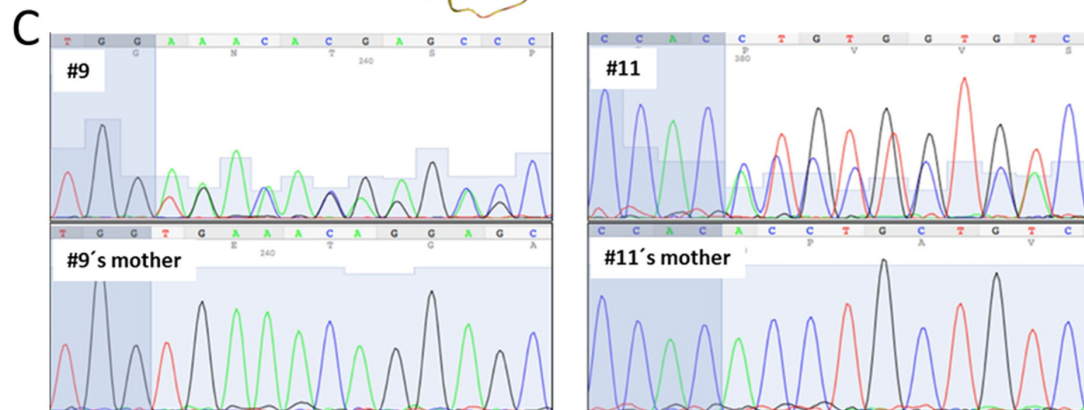 C
T G G A A A C A C G A G C C C
G N T S P
240
#9
C C A C C T G T G G T G T C
P V V S
380
#11
T G G T G A A A C A G G A G C
E T G A
240
#9´s mother
C C A C A C C T G C T G T C
P A V
#11´s mother